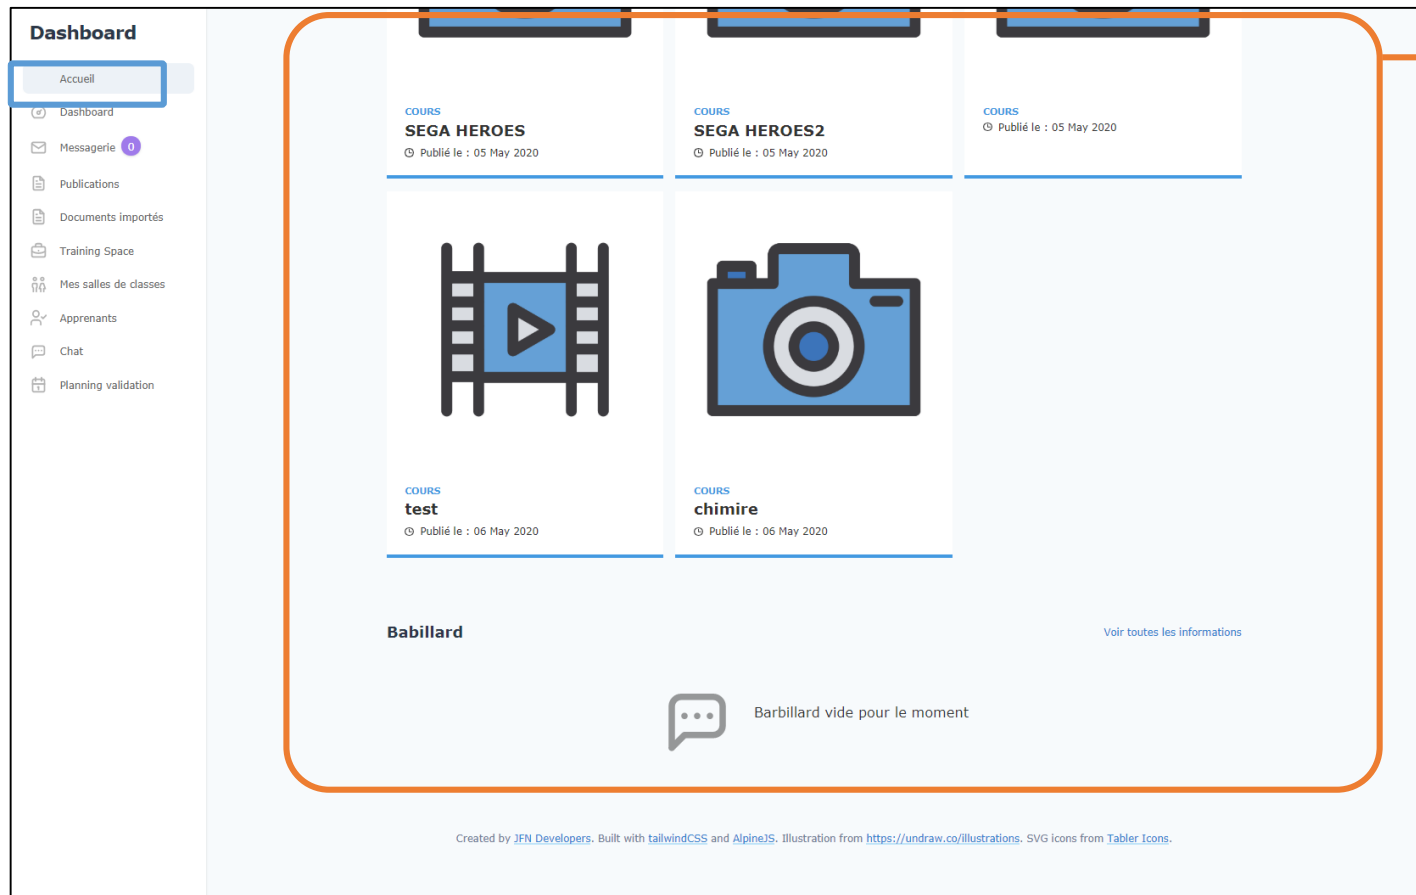 Dashboard
Accueil
Dashboard
Messagerie 0
Publications
Documents importés
Training Space
Mes salles de classes
Apprenants
Chat
Planning validation
COURS
SEGA HEROES
Publié le : 05 May 2020
COURS
SEGA HEROES2
Publié le : 05 May 2020
COURS
Publié le : 05 May 2020
COURS
test
Publié le : 06 May 2020
COURS
chimire
Publié le : 06 May 2020
Babillard
Voir toutes les informations
Barbillard vide pour le moment
Created by JFN Developers. Built with tailwindCSS and AlpineJS. Illustration from https://undraw.co/illustrations. SVG icons from Tabler Icons.